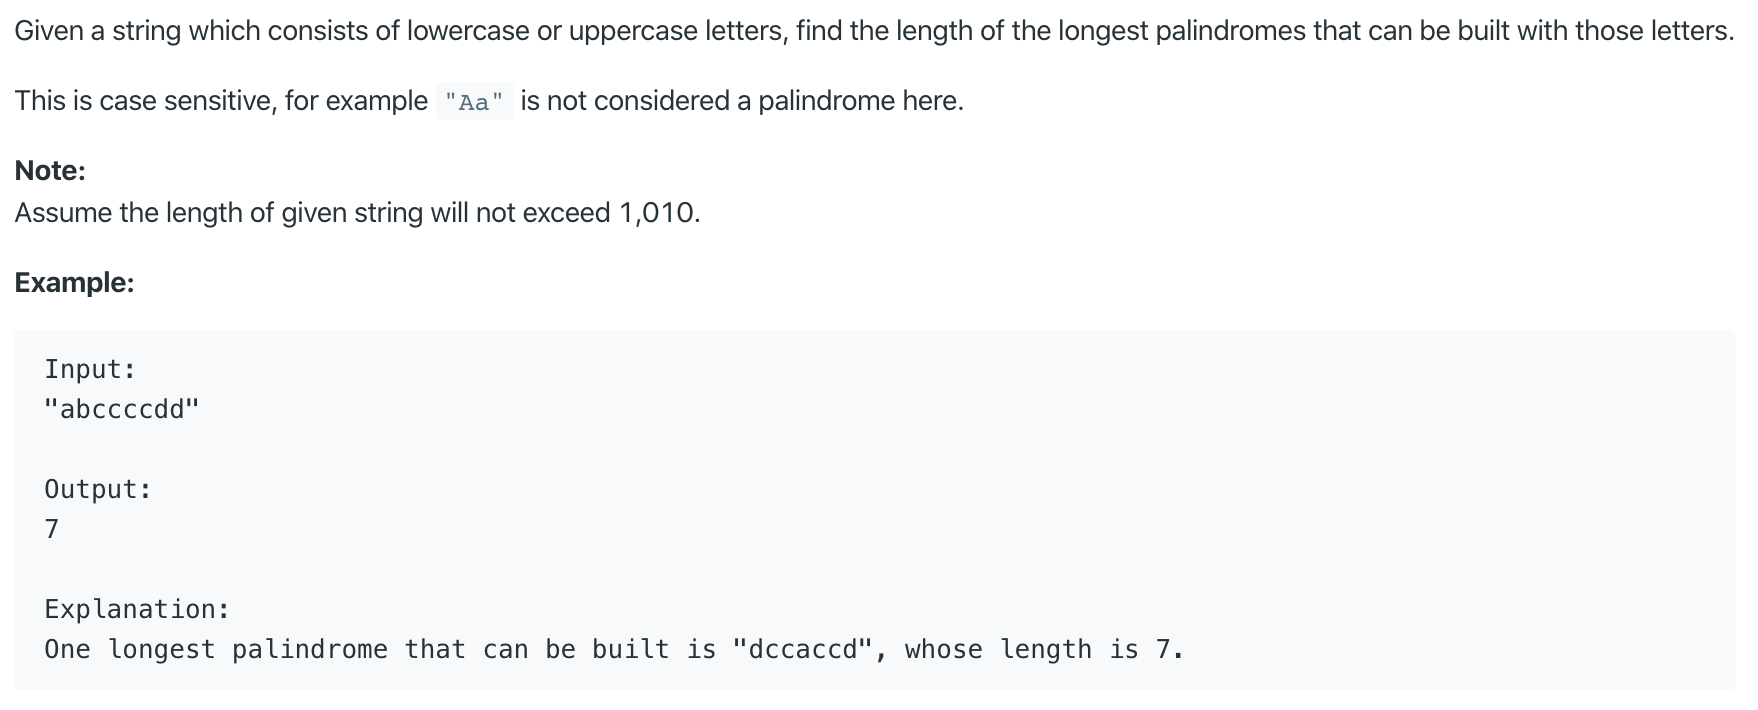 Given a string which consists of lowercase or uppercase letters, find the length of the longest palindromes that can be built with those letters.
This is case sensitive, for example "Aa" is not considered a palindrome here.
Note:
Assume the length of given string will not exceed 1,010.
Example:
Input:
"abccccdd"
Output:
7
Explanation:
One longest palindrome that can be built is "dccaccd", whose length is 7.